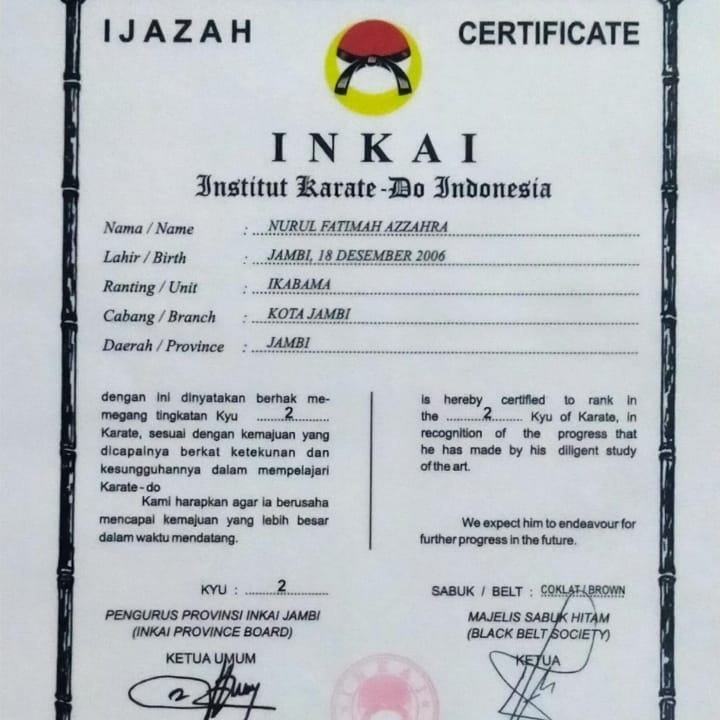 IJAZAH CERTIFICATE
INKAI
Institut Karate-Do Indonesia
Nama / Name : NURUL FATIMAH AZZAHRA
Lahir / Birth : JAMBI, 18 DESEMBER 2006
Ranting / Unit : IKABAMA
Cabang / Branch : KOTA JAMBI
Daerah / Province : JAMBI
dengan ini dinyatakan berhak me-
megang tingkatan Kyu ....2....
Karate, sesuai dengan kemajuan yang
dicapainya berkat ketekunan dan
kesungguhannya dalam mempelajari
Karate-do
Kami harapkan agar ia berusaha
mencapai kemajuan yang lebih besar
dalam waktu mendatang.
is hereby certified to rank in
the ....2.... Kyu of Karate, in
recognition of the progress that
he has made by his diligent study
of the art.
We expect him to endeavour for
further progress in the future.
KYU : 2
SABUK / BELT : COKLAT / BROWN
PENGURUS PROVINSI INKAI JAMBI
(INKAI PROVINCE BOARD)
KETUA UMUM
MAJELIS SABUK HITAM
(BLACK BELT SOCIETY)
KETUA